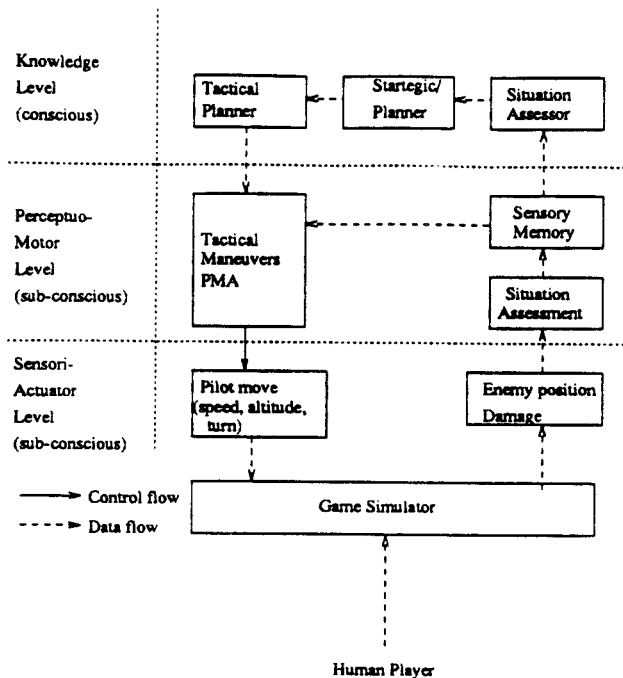 Knowledge
Level
(conscious)
Tactical
Planner
Startegic/
Planner
Situation
Assessor
Perceptuo-
Motor
Level
(sub-conscious)
Tactical
Maneuvers
PMA
Sensory
Memory
Situation
Assessment
Sensori-
Actuator
Level
(sub-conscious)
Pilot move
(speed, altitude,
turn)
Enemy position
Damage
Control flow
Data flow
Game Simulator
Human Player